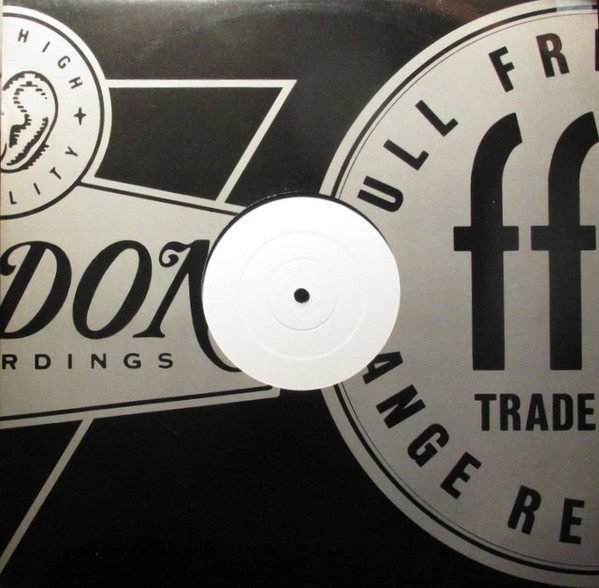 HIGH
LITY
DON
RDINGS
ULL FR
ff
TRADE
ANGE RE